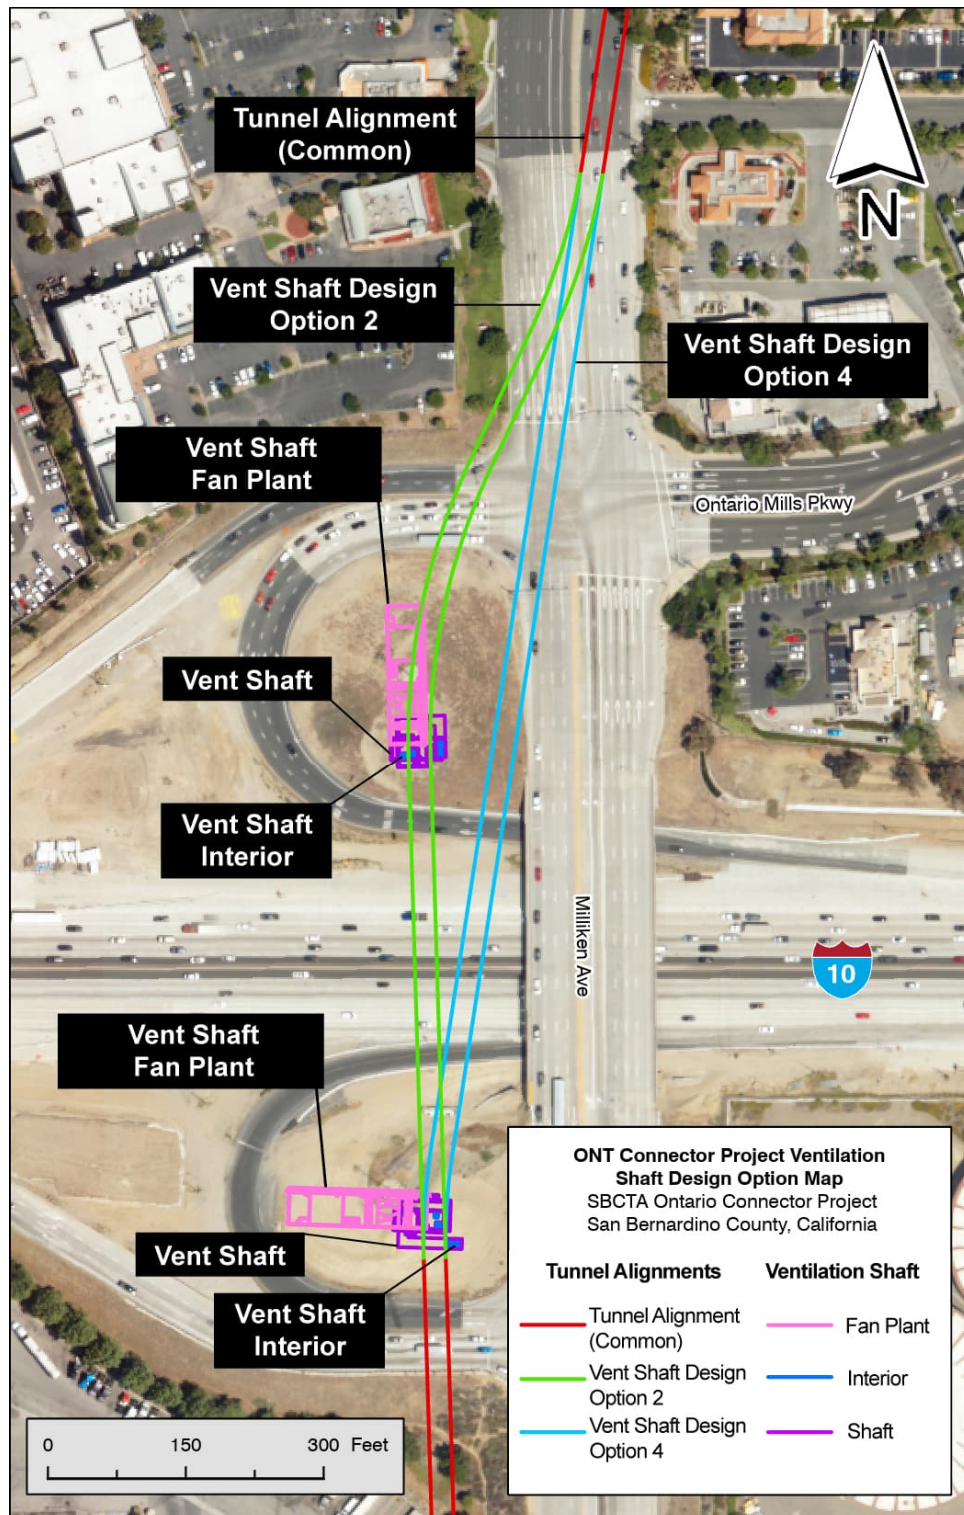 Tunnel Alignment
(Common)
N
Vent Shaft Design
Option 2
Vent Shaft Design
Option 4
Vent Shaft
Fan Plant
Ontario Mills Pkwy
Vent Shaft
Vent Shaft
Interior
Milliken Ave
10
Vent Shaft
Fan Plant
Vent Shaft
Vent Shaft
Interior
ONT Connector Project Ventilation
Shaft Design Option Map
SBCTA Ontario Connector Project
San Bernardino County, California
Tunnel Alignments
Tunnel Alignment
(Common)
Vent Shaft Design
Option 2
Vent Shaft Design
Option 4
Ventilation Shaft
Fan Plant
Interior
Shaft
0 150 300 Feet